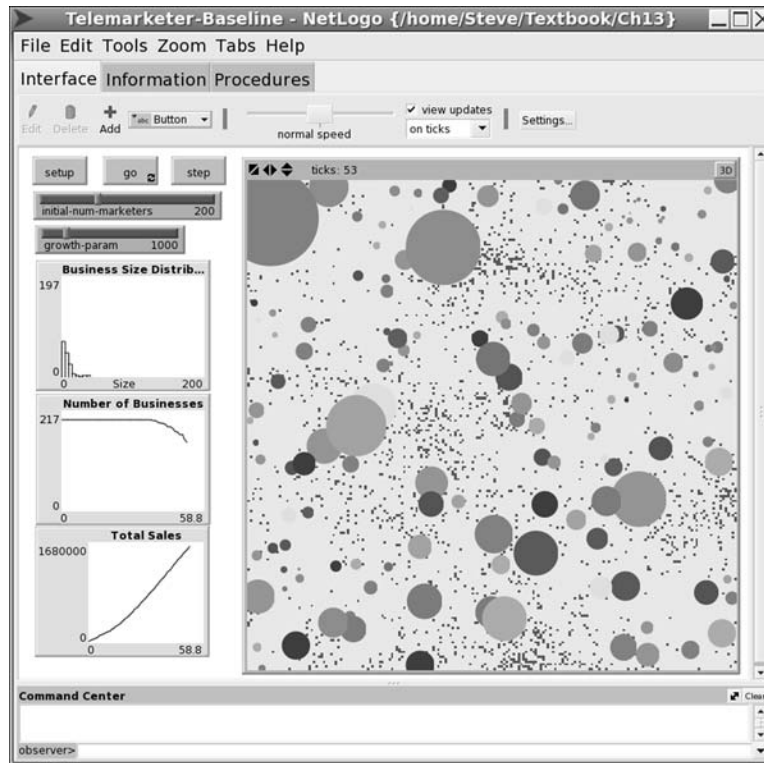 Telemarketer-Baseline - NetLogo {/home/Steve/Textbook/Ch13}
File Edit Tools Zoom Tabs Help
Interface Information Procedures
Edit Delete Add abc Button normal speed view updates on ticks Settings...
setup go step
initial-num-marketers 200
growth-param 1000
Business Size Distrib...
197
0
0 Size 200
Number of Businesses
217
0
0 58.8
Total Sales
1680000
0
0 58.8
ticks: 53 3D
Command Center Clear
observer>